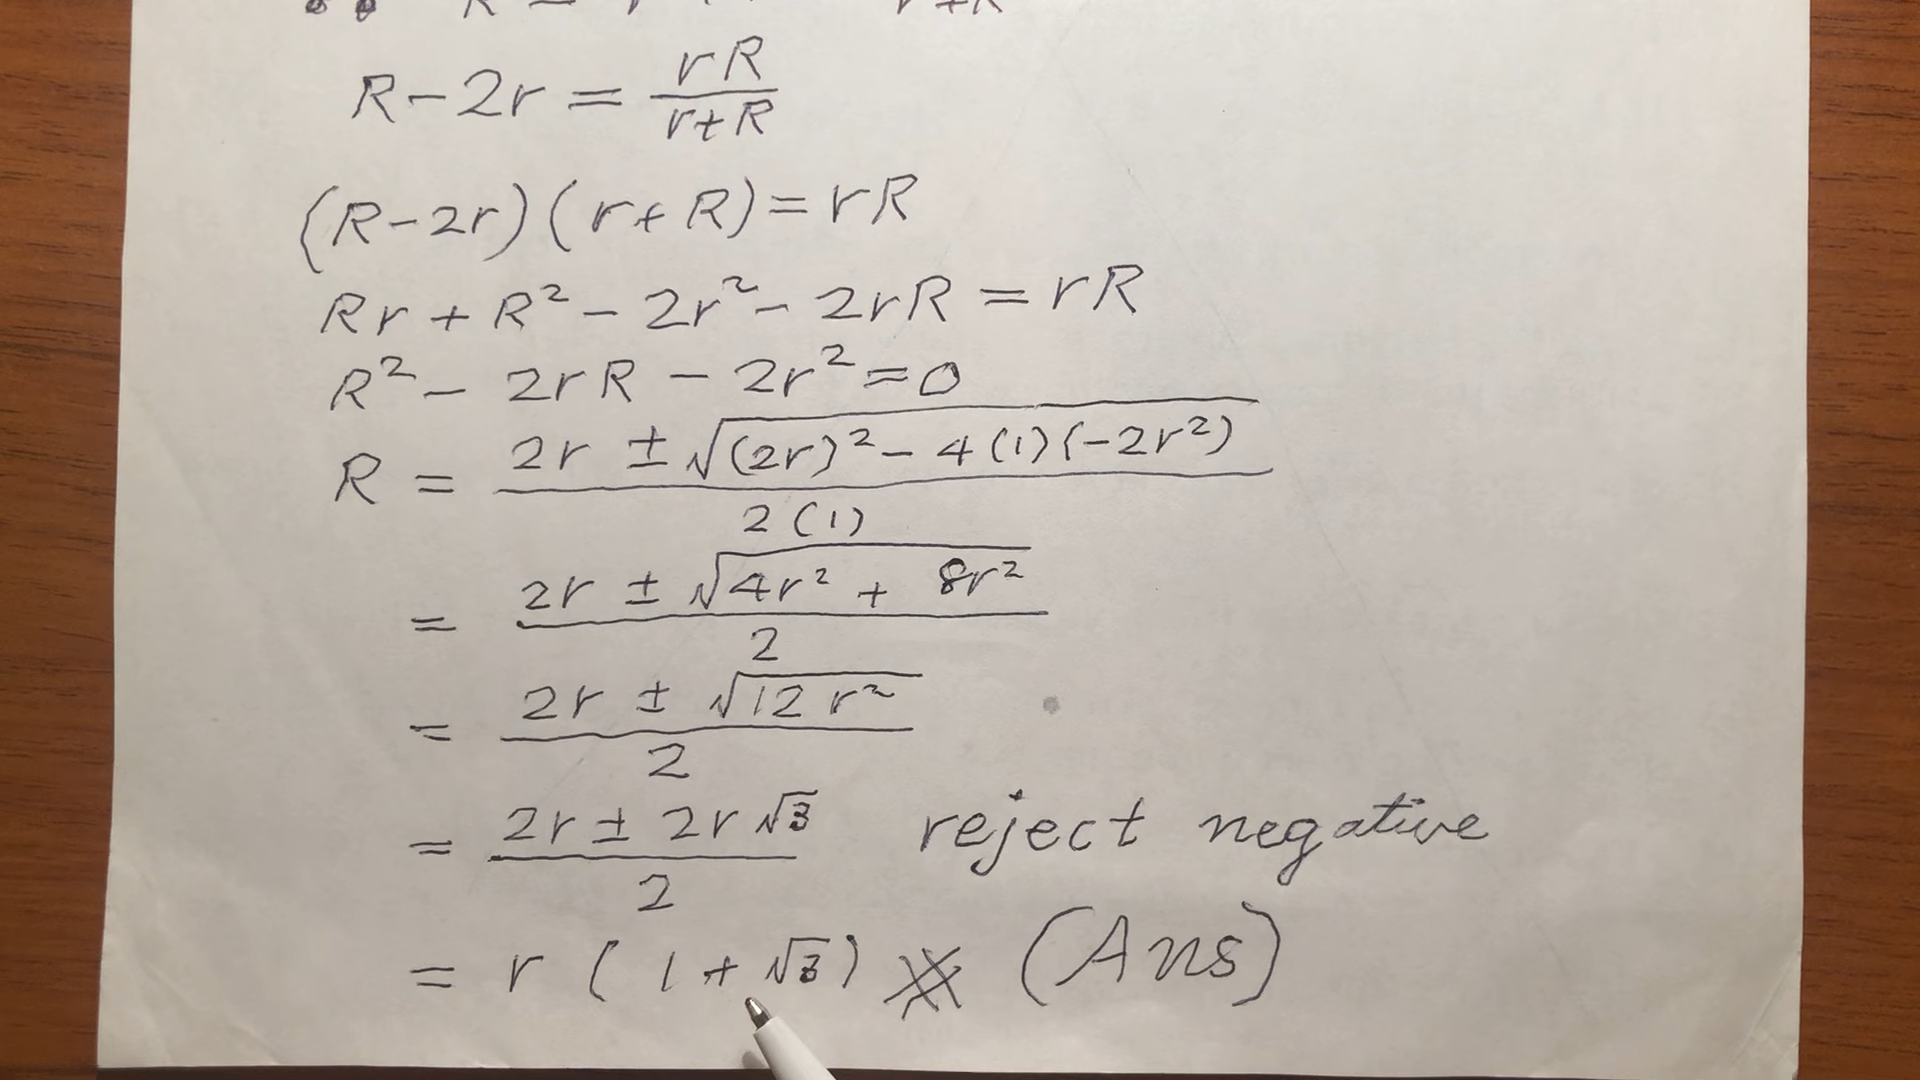 R - 2r = rR / (r+R)
(R-2r)(r+R) = rR
Rr + R² - 2r² - 2rR = rR
R² - 2rR - 2r² = 0
R = (2r ± √((2r)² - 4(1)(-2r²))) / 2(1)
= (2r ± √(4r² + 8r²)) / 2
= (2r ± √(12r²)) / 2
= (2r ± 2r√3) / 2 reject negative
= r(1+√3) (Ans)